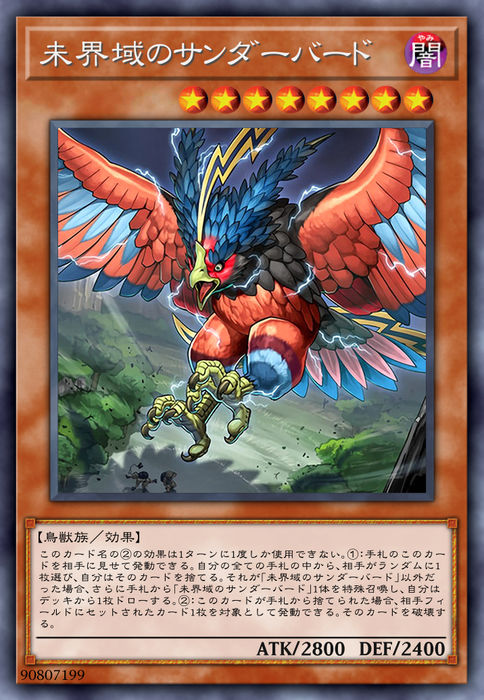 未界域のサンダーバード
やみ
闇
【鳥獣族／効果】
このカード名の②の効果は1ターンに1度しか使用できない。①：手札のこのカー
ドを相手に見せて発動できる。自分の全ての手札の中から、相手がランダムに1
枚選び、自分はそのカードを捨てる。それが「未界域のサンダーバード」以外だ
った場合、さらに手札から「未界域のサンダーバード」1体を特殊召喚し、自分は
デッキから1枚ドローする。②：このカードが手札から捨てられた場合、相手フィ
ールドにセットされたカード1枚を対象として発動できる。そのカードを破壊す
る。
ATK/2800 DEF/2400
90807199